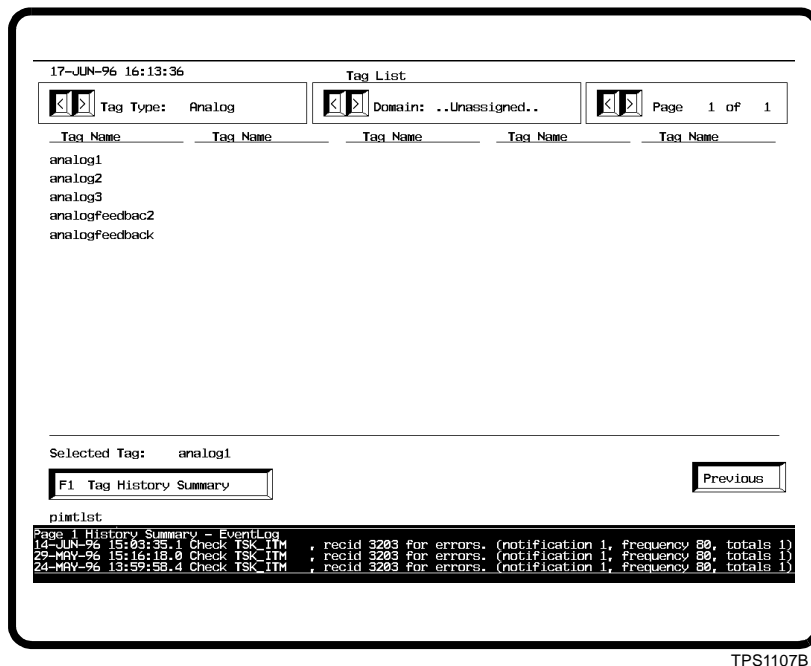 17-JUN-96 16:13:36 Tag List
< > Tag Type: Analog < > Domain: ..Unassigned.. < > Page 1 of 1
Tag Name Tag Name Tag Name Tag Name Tag Name
analog1
analog2
analog3
analogfeedbac2
analogfeedback
Selected Tag: analog1
F1 Tag History Summary Previous
pimtlst
Page 1 History Summary - EventLog
14-JUN-96 15:03:35.1 Check TSK_ITM , recid 3203 for errors. (notification 1, frequency 80, totals 1)
29-MAY-96 15:16:18.0 Check TSK_ITM , recid 3203 for errors. (notification 1, frequency 80, totals 1)
24-MAY-96 13:59:58.4 Check TSK_ITM , recid 3203 for errors. (notification 1, frequency 80, totals 1)
TPS1107B